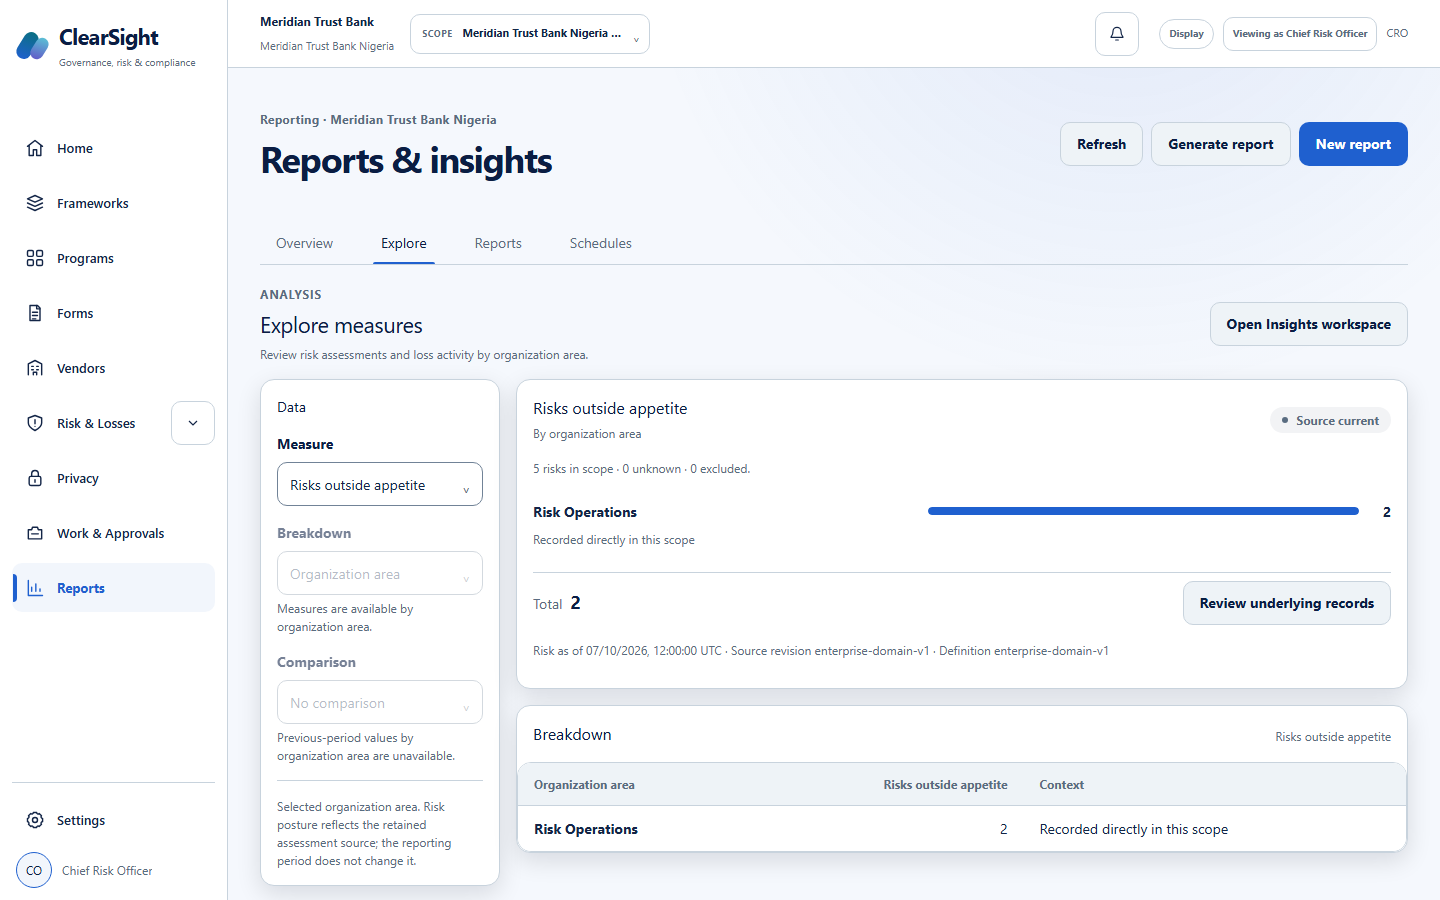 ClearSight
Governance, risk & compliance
Home
Frameworks
Programs
Forms
Vendors
Risk & Losses
Privacy
Work & Approvals
Reports
Settings
CO
Chief Risk Officer
Meridian Trust Bank
Meridian Trust Bank Nigeria
SCOPE Meridian Trust Bank Nigeria ...
Display
Viewing as Chief Risk Officer
CRO
Reporting · Meridian Trust Bank Nigeria
Reports & insights
Refresh
Generate report
New report
Overview
Explore
Reports
Schedules
ANALYSIS
Explore measures
Review risk assessments and loss activity by organization area.
Open Insights workspace
Data
Measure
Risks outside appetite
Breakdown
Organization area
Measures are available by
organization area.
Comparison
No comparison
Previous-period values by
organization area are unavailable.
Selected organization area. Risk
posture reflects the retained
assessment source; the reporting
period does not change it.
Risks outside appetite
By organization area
Source current
5 risks in scope · 0 unknown · 0 excluded.
Risk Operations
2
Recorded directly in this scope
Total 2
Review underlying records
Risk as of 07/10/2026, 12:00:00 UTC · Source revision enterprise-domain-v1 · Definition enterprise-domain-v1
Breakdown
Risks outside appetite
Organization area Risks outside appetite Context
Risk Operations 2 Recorded directly in this scope